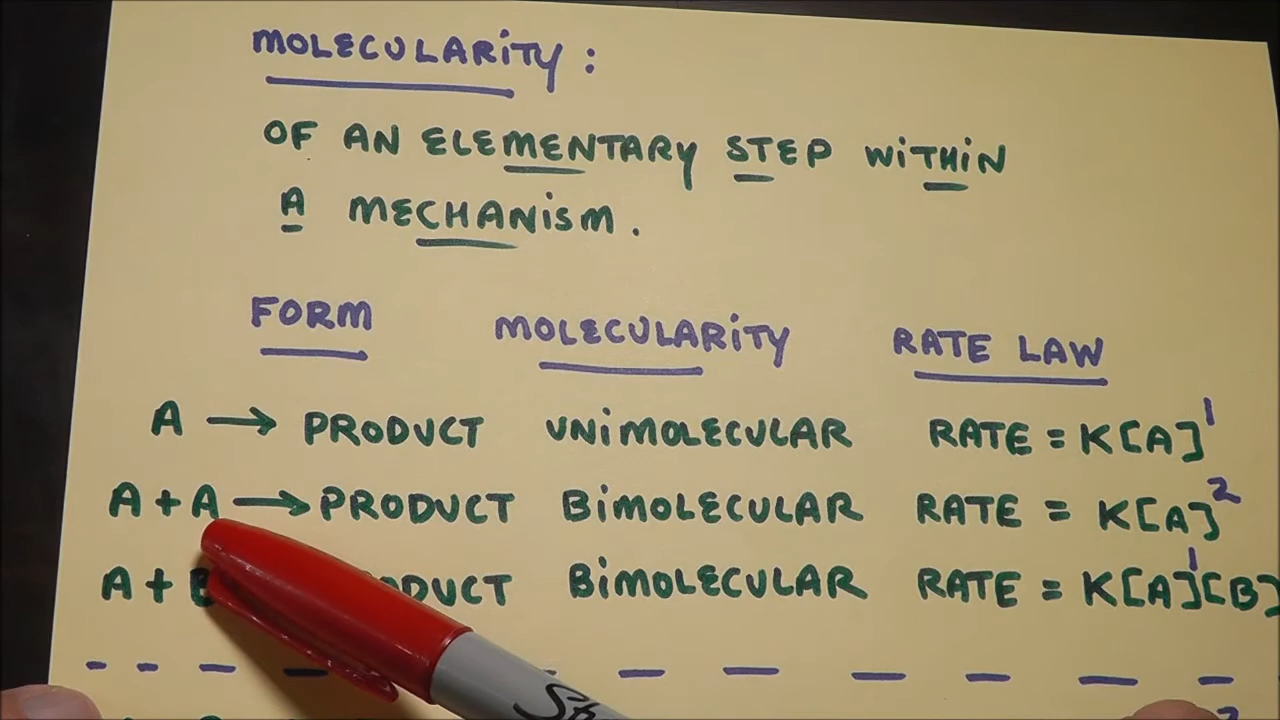 MOLECULARITY:
OF AN ELEMENTARY STEP WITHIN
A MECHANISM.
FORM MOLECULARITY RATE LAW
A → PRODUCT UNIMOLECULAR RATE = K[A]¹
A + A → PRODUCT BIMOLECULAR RATE = K[A]²
A + BIMOLECULAR RATE = K[A]¹[B]